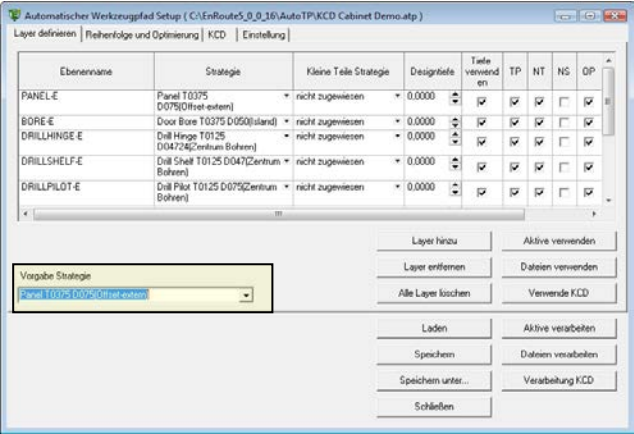 Automatischer Werkzeugpfad Setup ( C:\EnRoute5_0_0_16\AutoTP\KCD Cabinet Demo.atp )
Layer definieren | Reihenfolge und Optimierung | KCD | Einstellung
Ebenenname Strategie Kleine Teile Strategie Designtiefe Tiefe verwenden TP NT NS OP
PANEL-E Panel T0375 D075(Offset-extern) nicht zugewiesen 0,0000
BORE-E Door Bore T0375 D050(Island) nicht zugewiesen 0,0000
DRILLHINGE-E Drill Hinge T0125 D04724(Zentrum Bohren) nicht zugewiesen 0,0000
DRILLSHELF-E Drill Shelf T0125 D047(Zentrum Bohren) nicht zugewiesen 0,0000
DRILLPILOT-E Drill Pilot T0125 D075(Zentrum Bohren) nicht zugewiesen 0,0000
Layer hinzu Aktive verwenden
Layer entfernen Dateien verwenden
Vorgabe Strategie
Panel T0375 D075(Offset-extern)
Alle Layer löschen Verwende KCD
Laden Aktive verarbeiten
Speichern Dateien verarbeiten
Speichern unter... Verarbeitung KCD
Schließen